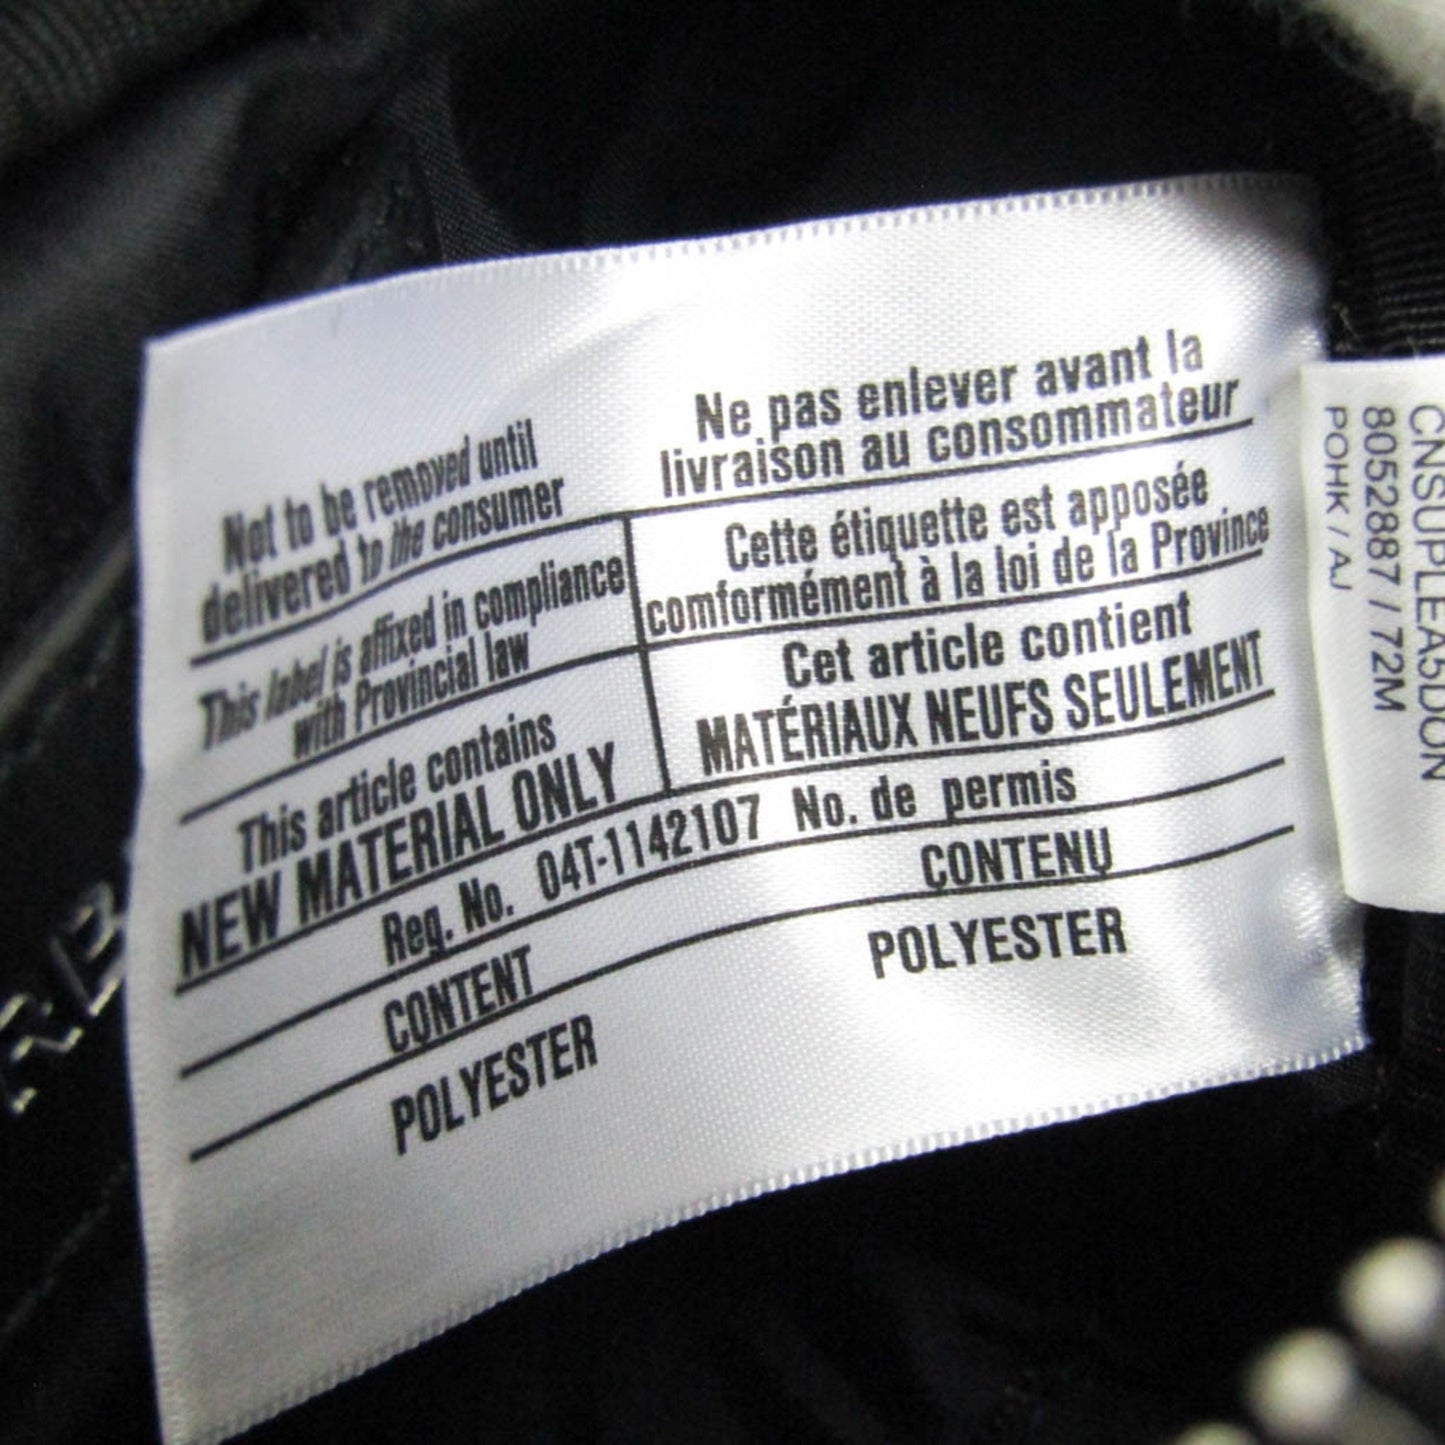 Not to be removed until
delivered to the consumer
Ne pas enlever avant la
livraison au consommateur
This label is affixed in compliance
with Provincial law
Cette étiquette est apposée
comformément à la loi de la Province
This article contains
NEW MATERIAL ONLY
Cet article contient
MATÉRIAUX NEUFS SEULEMENT
Reg. No. 04T-1142107 No. de permis
CONTENT
CONTENU
POLYESTER
POLYESTER
CNSUPLEA5DON
8052887 / 72M
POHK / AJ